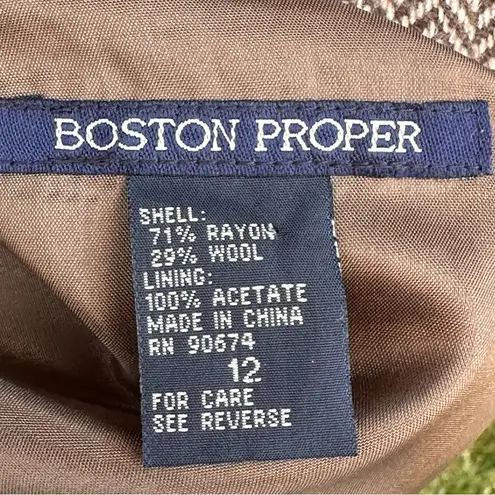 BOSTON PROPER
SHELL:
71% RAYON
29% WOOL
LINING:
100% ACETATE
MADE IN CHINA
RN 90674
12
FOR CARE
SEE REVERSE